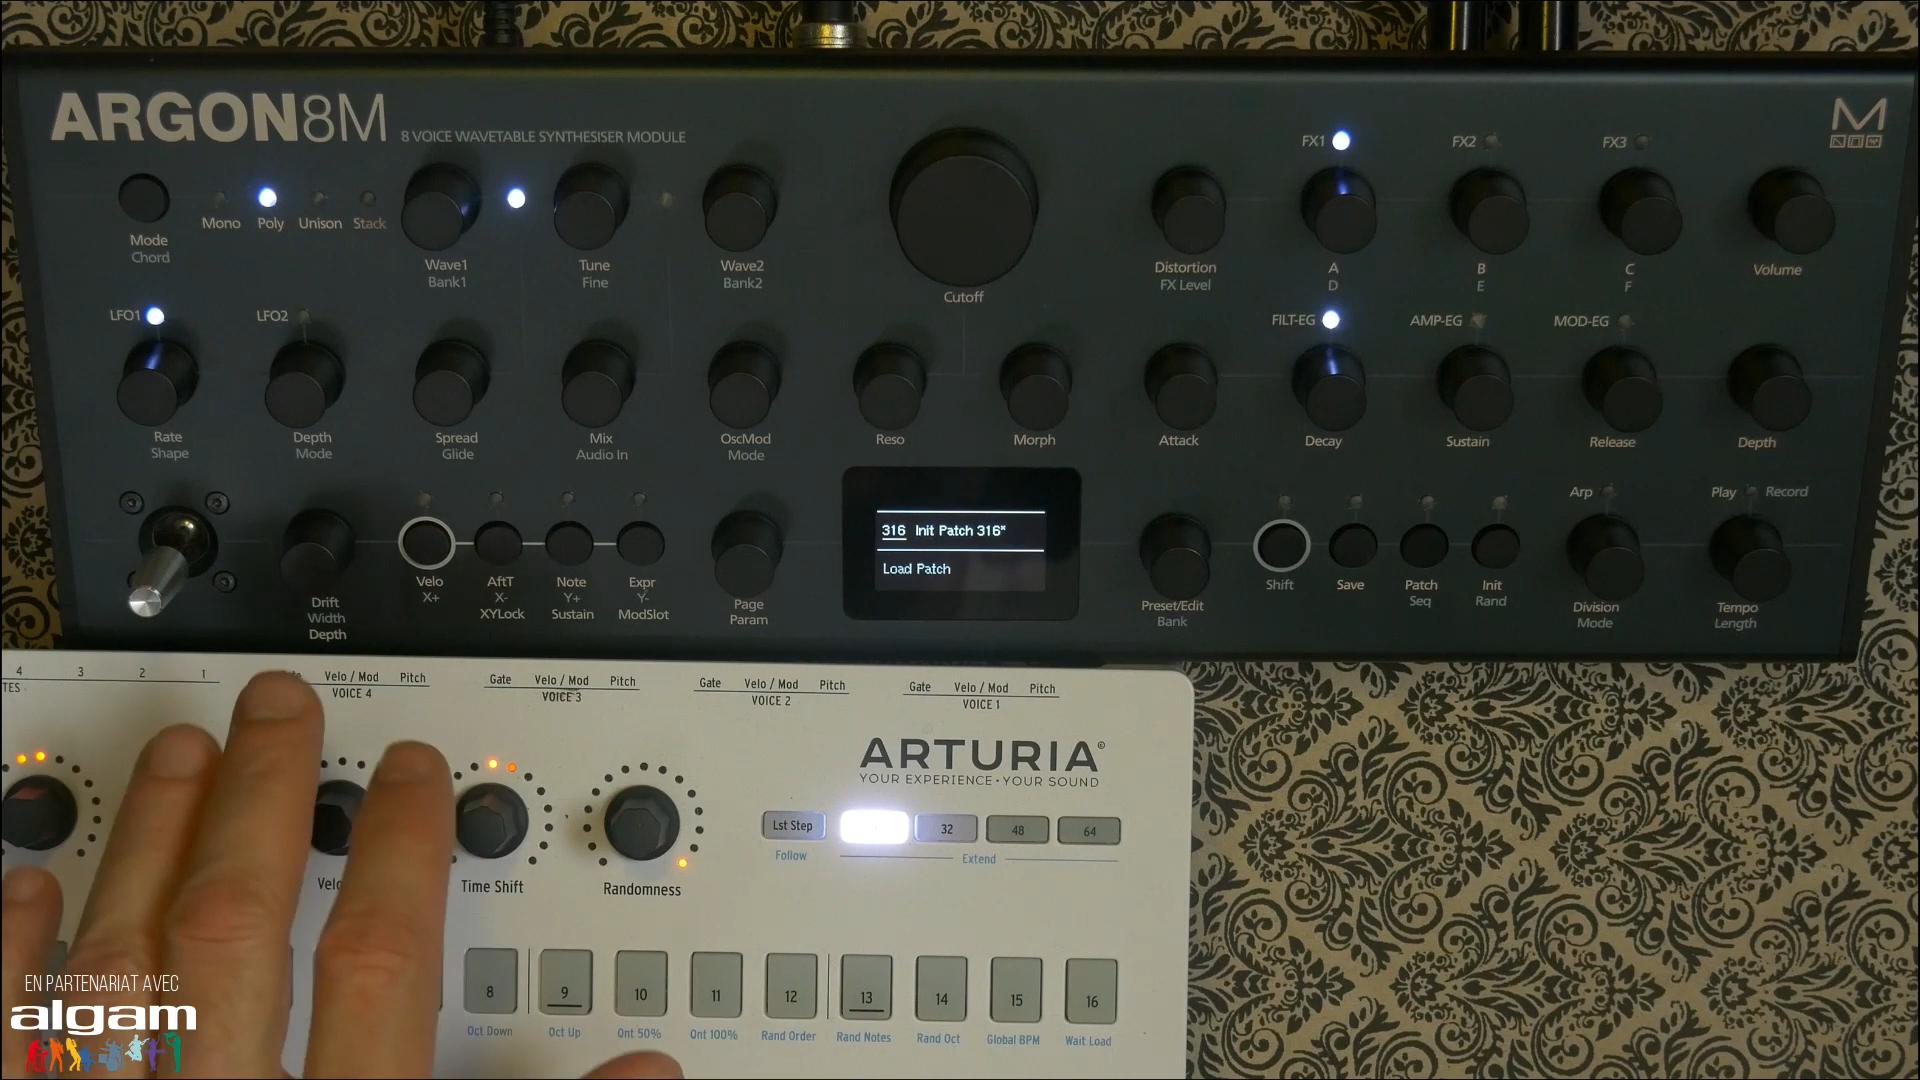 ARGON8M 8 VOICE WAVETABLE SYNTHESISER MODULE
FX1
FX2
FX3
M
Mono
Poly
Unison
Stack
Mode
Chord
Wave1
Bank1
Tune
Fine
Wave2
Bank2
Cutoff
Distortion
FX Level
A
D
B
E
C
F
Volume
LFO1
LFO2
FILT-EG
AMP-EG
MOD-EG
Rate
Shape
Depth
Mode
Spread
Glide
Mix
Audio In
OscMod
Mode
Reso
Morph
Attack
Decay
Sustain
Release
Depth
Arp
Play
Record
316 Init Patch 316*
Load Patch
Drift
Width
Depth
Velo
X+
AftT
X-
XYLock
Note
Y+
Sustain
Expr
Y-
ModSlot
Page
Param
Preset/Edit
Bank
Shift
Save
Patch
Seq
Init
Rand
Division
Mode
Tempo
Length
4 3 2 1
Velo / Mod Pitch
VOICE 4
Gate Velo / Mod Pitch
VOICE 3
Gate Velo / Mod Pitch
VOICE 2
Gate Velo / Mod Pitch
VOICE 1
ARTURIA
YOUR EXPERIENCE • YOUR SOUND
Lst Step
32
48
64
Follow
Extend
Time Shift
Randomness
8
9
10
11
12
13
14
15
16
Oct Down
Oct Up
Qnt 50%
Qnt 100%
Rand Order
Rand Notes
Rand Oct
Global BPM
Wait Load
EN PARTENARIAT AVEC
algam